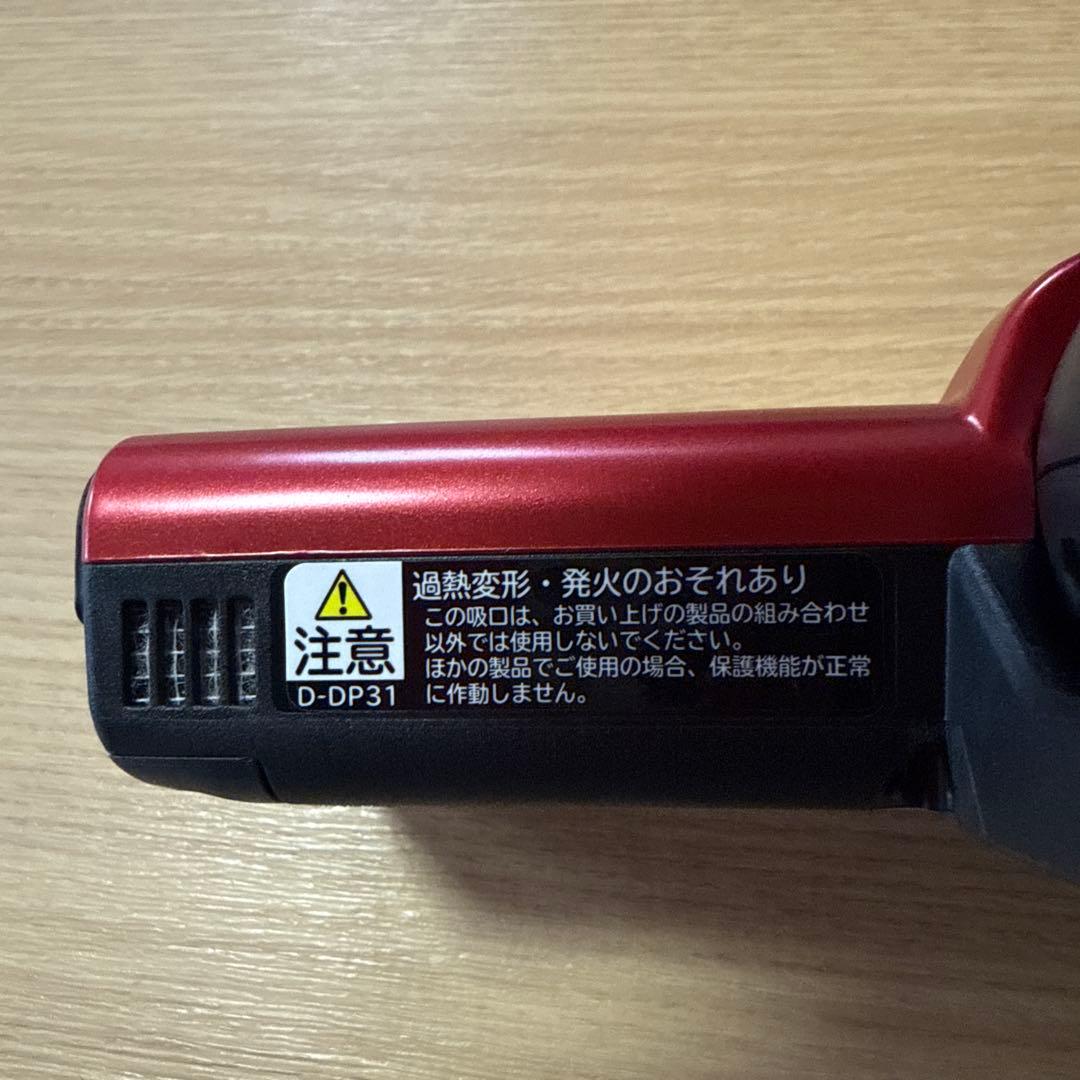 注意
D-DP31
過熱変形・発火のおそれあり
この吸口は、お買い上げの製品の組み合わせ
以外では使用しないでください。
ほかの製品でご使用の場合、保護機能が正常
に作動しません。